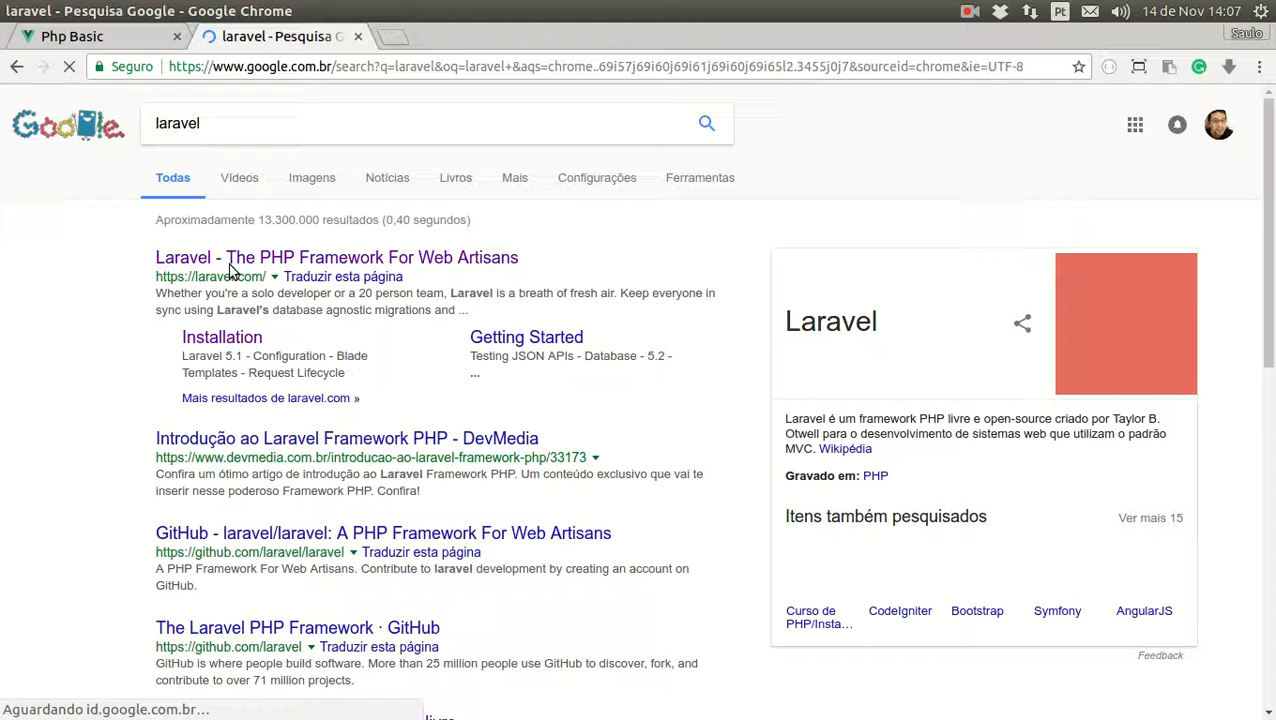 laravel - Pesquisa Google - Google Chrome
Pt
14 de Nov 14:07
Php Basic
laravel - Pesquisa G
Saulo
Seguro
https://www.google.com.br/search?q=laravel&oq=laravel+&aqs=chrome..69i57j69i60j69i61j69i60j69i60j69i65l2.3455j0j7&sourceid=chrome&ie=UTF-8
Google
laravel
Todas
Vídeos
Imagens
Notícias
Livros
Mais
Configurações
Ferramentas
Aproximadamente 13.300.000 resultados (0,40 segundos)
Laravel - The PHP Framework For Web Artisans
https://laravel.com/ Traduzir esta página
Whether you're a solo developer or a 20 person team, Laravel is a breath of fresh air. Keep everyone in
sync using Laravel's database agnostic migrations and ...
Installation
Laravel 5.1 - Configuration - Blade
Templates - Request Lifecycle
Getting Started
Testing JSON APIs - Database - 5.2 -
...
Mais resultados de laravel.com »
Introdução ao Laravel Framework PHP - DevMedia
https://www.devmedia.com.br/introducao-ao-laravel-framework-php/33173
Confira um ótimo artigo de introdução ao Laravel Framework PHP. Um conteúdo exclusivo que vai te
inserir nesse poderoso Framework PHP. Confira!
GitHub - laravel/laravel: A PHP Framework For Web Artisans
https://github.com/laravel/laravel Traduzir esta página
A PHP Framework For Web Artisans. Contribute to laravel development by creating an account on
GitHub.
The Laravel PHP Framework · GitHub
https://github.com/laravel Traduzir esta página
GitHub is where people build software. More than 25 million people use GitHub to discover, fork, and
contribute to over 71 million projects.
Aguardando id.google.com.br…
Laravel
Laravel é um framework PHP livre e open-source criado por Taylor B.
Otwell para o desenvolvimento de sistemas web que utilizam o padrão
MVC. Wikipédia
Gravado em: PHP
Itens também pesquisados
Ver mais 15
Curso de
PHP/Insta…
CodeIgniter
Bootstrap
Symfony
AngularJS
Feedback